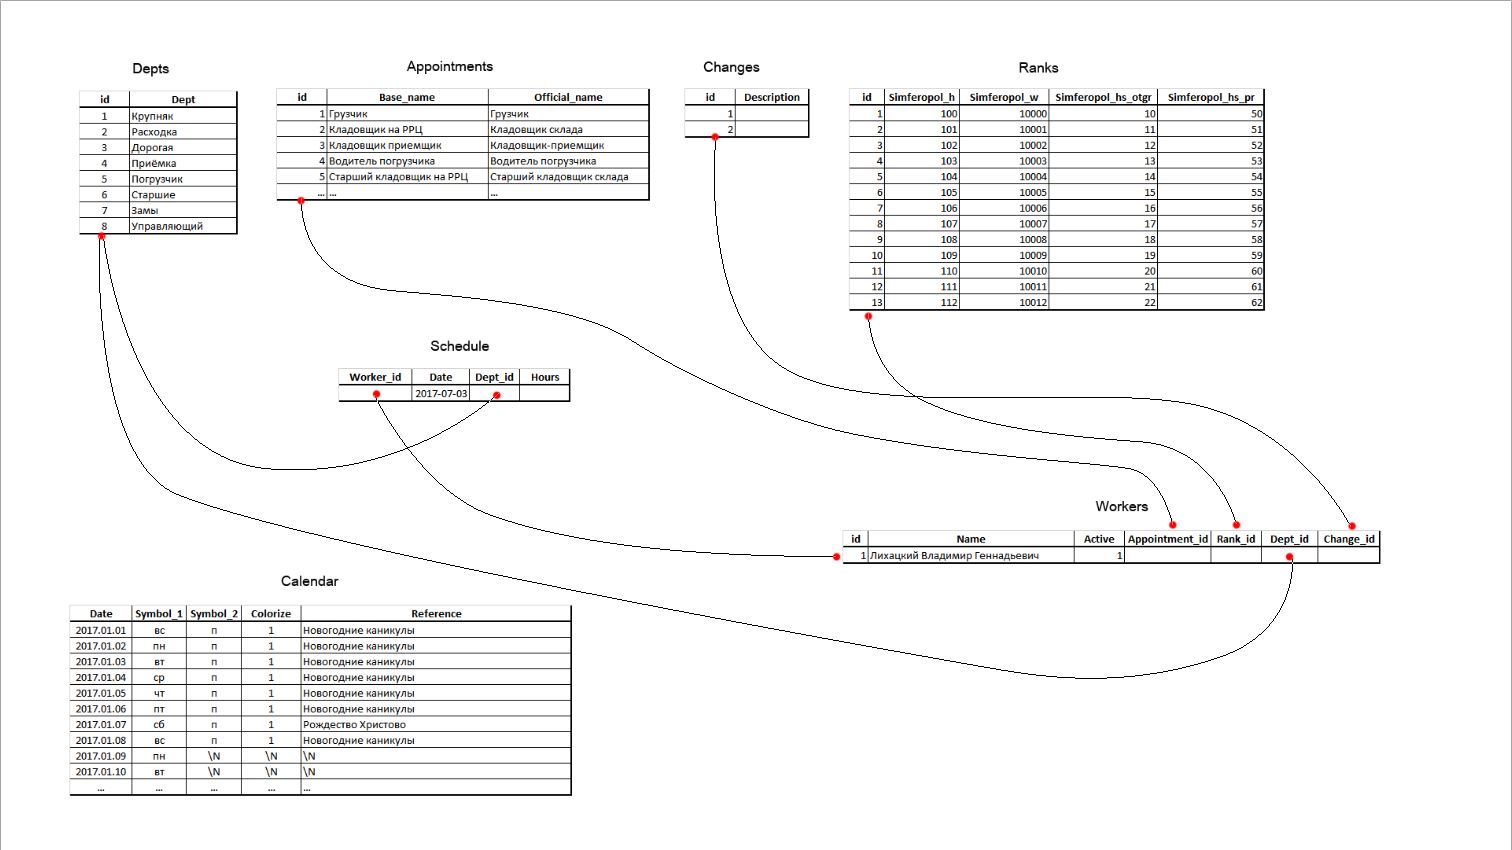 Depts
id Dept
1 Крупняк
2 Расходка
3 Дорогая
4 Приёмка
5 Погрузчик
6 Старшие
7 Замы
8 Управляющий
Appointments
id Base_name Official_name
1 Грузчик Грузчик
2 Кладовщик на РРЦ Кладовщик склада
3 Кладовщик приемщик Кладовщик-приемщик
4 Водитель погрузчика Водитель погрузчика
5 Старший кладовщик на РРЦ Старший кладовщик склада
... ... ...
Changes
id Description
1
2
Ranks
id Simferopol_h Simferopol_w Simferopol_hs_otgr Simferopol_hs_pr
1 100 10000 10 50
2 101 10001 11 51
3 102 10002 12 52
4 103 10003 13 53
5 104 10004 14 54
6 105 10005 15 55
7 106 10006 16 56
8 107 10007 17 57
9 108 10008 18 58
10 109 10009 19 59
11 110 10010 20 60
12 111 10011 21 61
13 112 10012 22 62
Schedule
Worker_id Date Dept_id Hours
2017-07-03
Workers
id Name Active Appointment_id Rank_id Dept_id Change_id
1 Лихацкий Владимир Геннадьевич 1
Calendar
Date Symbol_1 Symbol_2 Colorize Reference
2017.01.01 вс п 1 Новогодние каникулы
2017.01.02 пн п 1 Новогодние каникулы
2017.01.03 вт п 1 Новогодние каникулы
2017.01.04 ср п 1 Новогодние каникулы
2017.01.05 чт п 1 Новогодние каникулы
2017.01.06 пт п 1 Новогодние каникулы
2017.01.07 сб п 1 Рождество Христово
2017.01.08 вс п 1 Новогодние каникулы
2017.01.09 пн \N \N \N
2017.01.10 вт \N \N \N
... ... ... ... ...